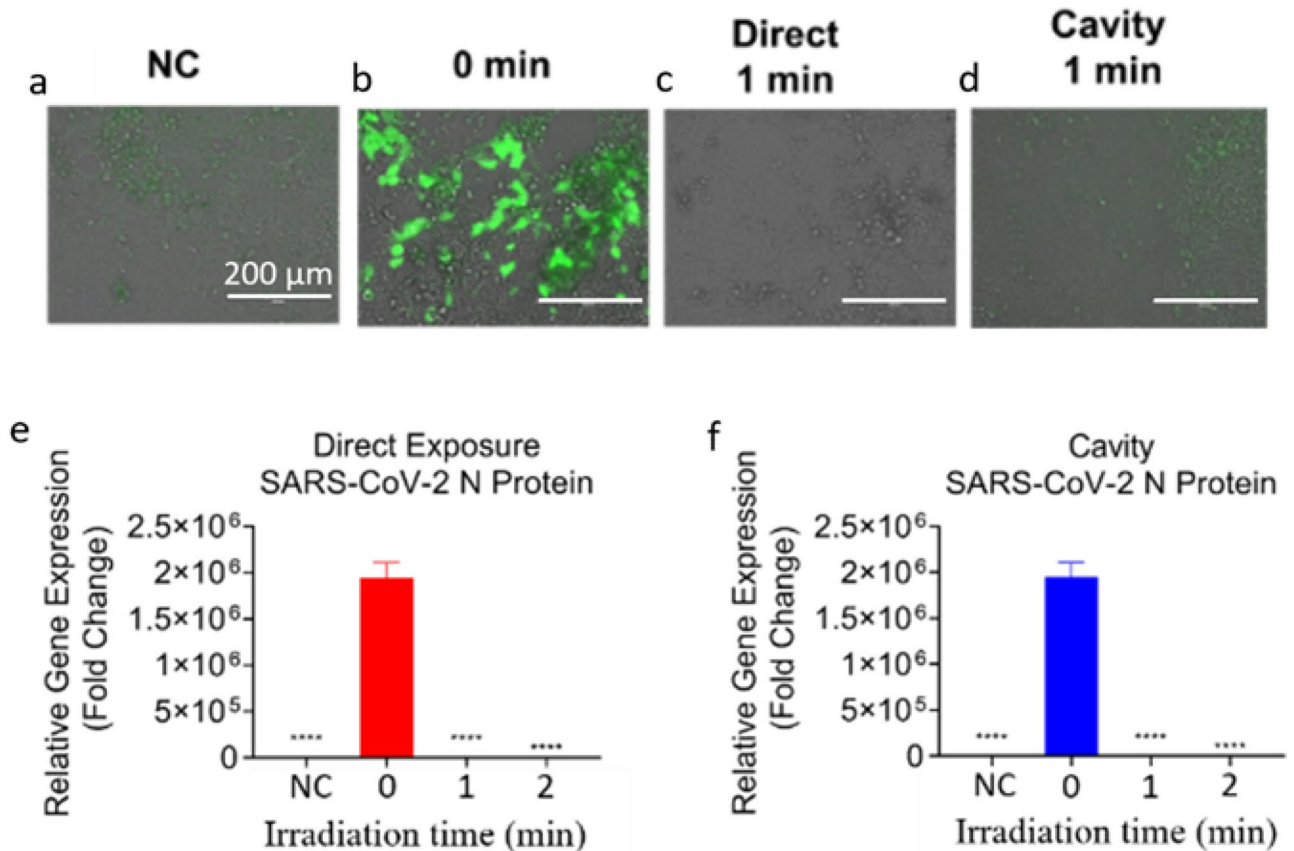 a
NC
b
0 min
c
Direct
1 min
d
Cavity
1 min
200 µm
e
Direct Exposure
SARS-CoV-2 N Protein
Relative Gene Expression
(Fold Change)
2.5×10⁶
2×10⁶
1.5×10⁶
1×10⁶
5×10⁵
0
****
****
****
NC 0 1 2
Irradiation time (min)
f
Cavity
SARS-CoV-2 N Protein
Relative Gene Expression
(Fold Change)
2.5×10⁶
2×10⁶
1.5×10⁶
1×10⁶
5×10⁵
0
****
****
****
NC 0 1 2
Irradiation time (min)